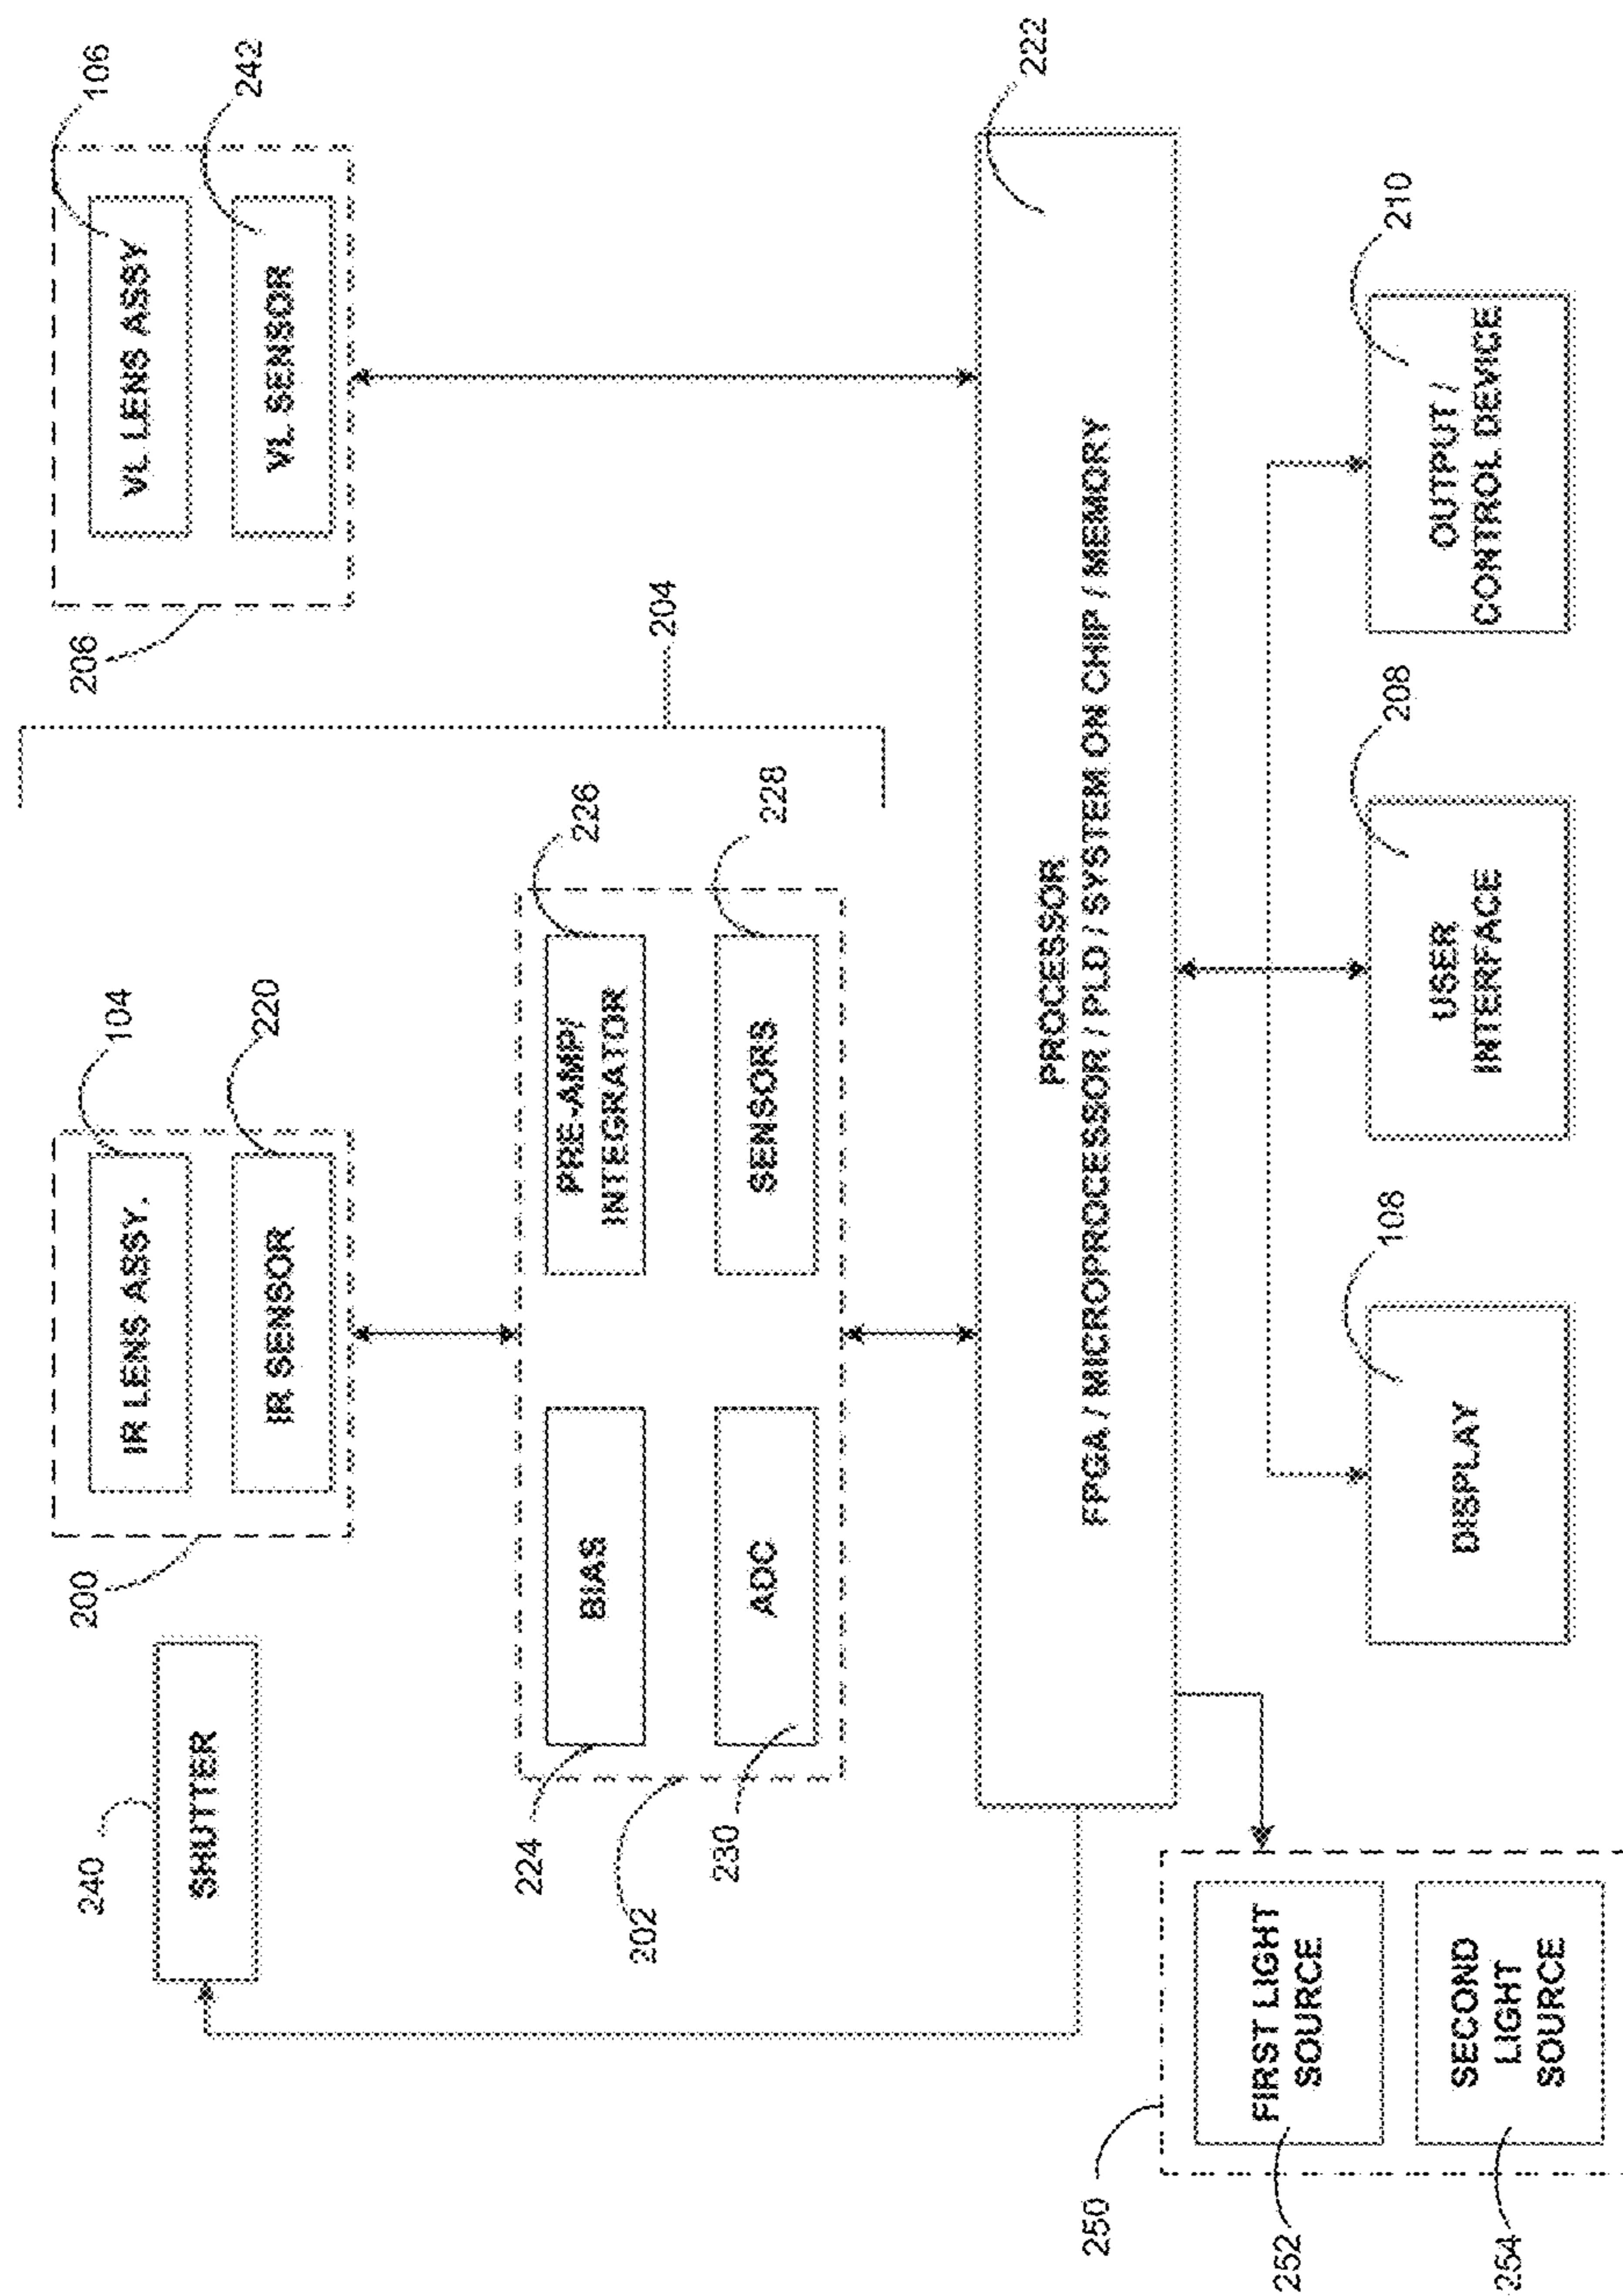 106
242
VL LENS ASSY
VL SENSOR
206
204
104
220
IR LENS ASSY.
IR SENSOR
200
240
SHUTTER
226
228
PRE-AMP/
INTEGRATOR
SENSORS
BIAS
ADC
224
202
230
222
PROCESSOR
FPGA / MICROPROCESSOR / PLD / SYSTEM ON CHIP / MEMORY
210
OUTPUT /
CONTROL DEVICE
208
USER
INTERFACE
108
DISPLAY
250
FIRST LIGHT
SOURCE
SECOND
LIGHT
SOURCE
252
254